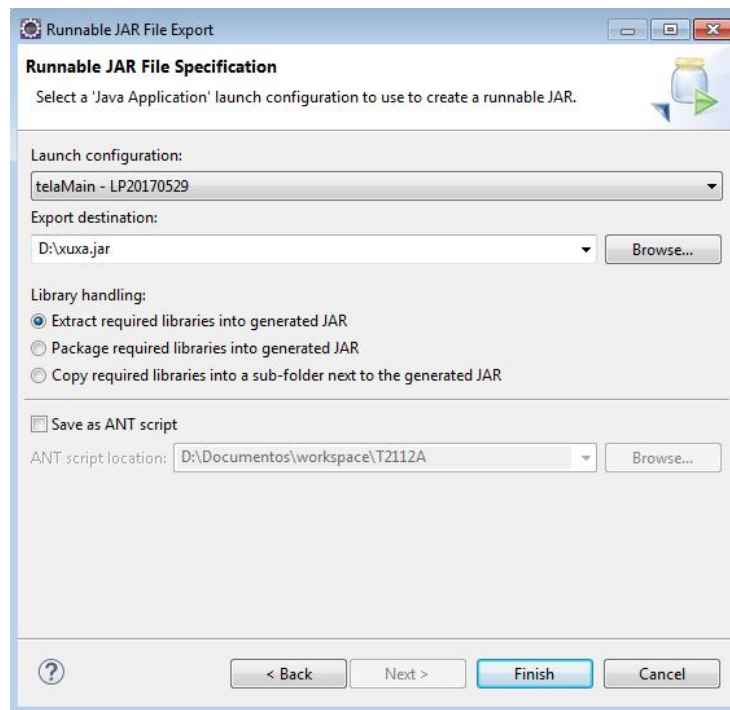 Runnable JAR File Export
Runnable JAR File Specification
Select a 'Java Application' launch configuration to use to create a runnable JAR.
Launch configuration:
telaMain - LP20170529
Export destination:
D:\xuxa.jar
Browse...
Library handling:
Extract required libraries into generated JAR
Package required libraries into generated JAR
Copy required libraries into a sub-folder next to the generated JAR
Save as ANT script
ANT script location: D:\Documentos\workspace\T2112A Browse...
? < Back Next > Finish Cancel